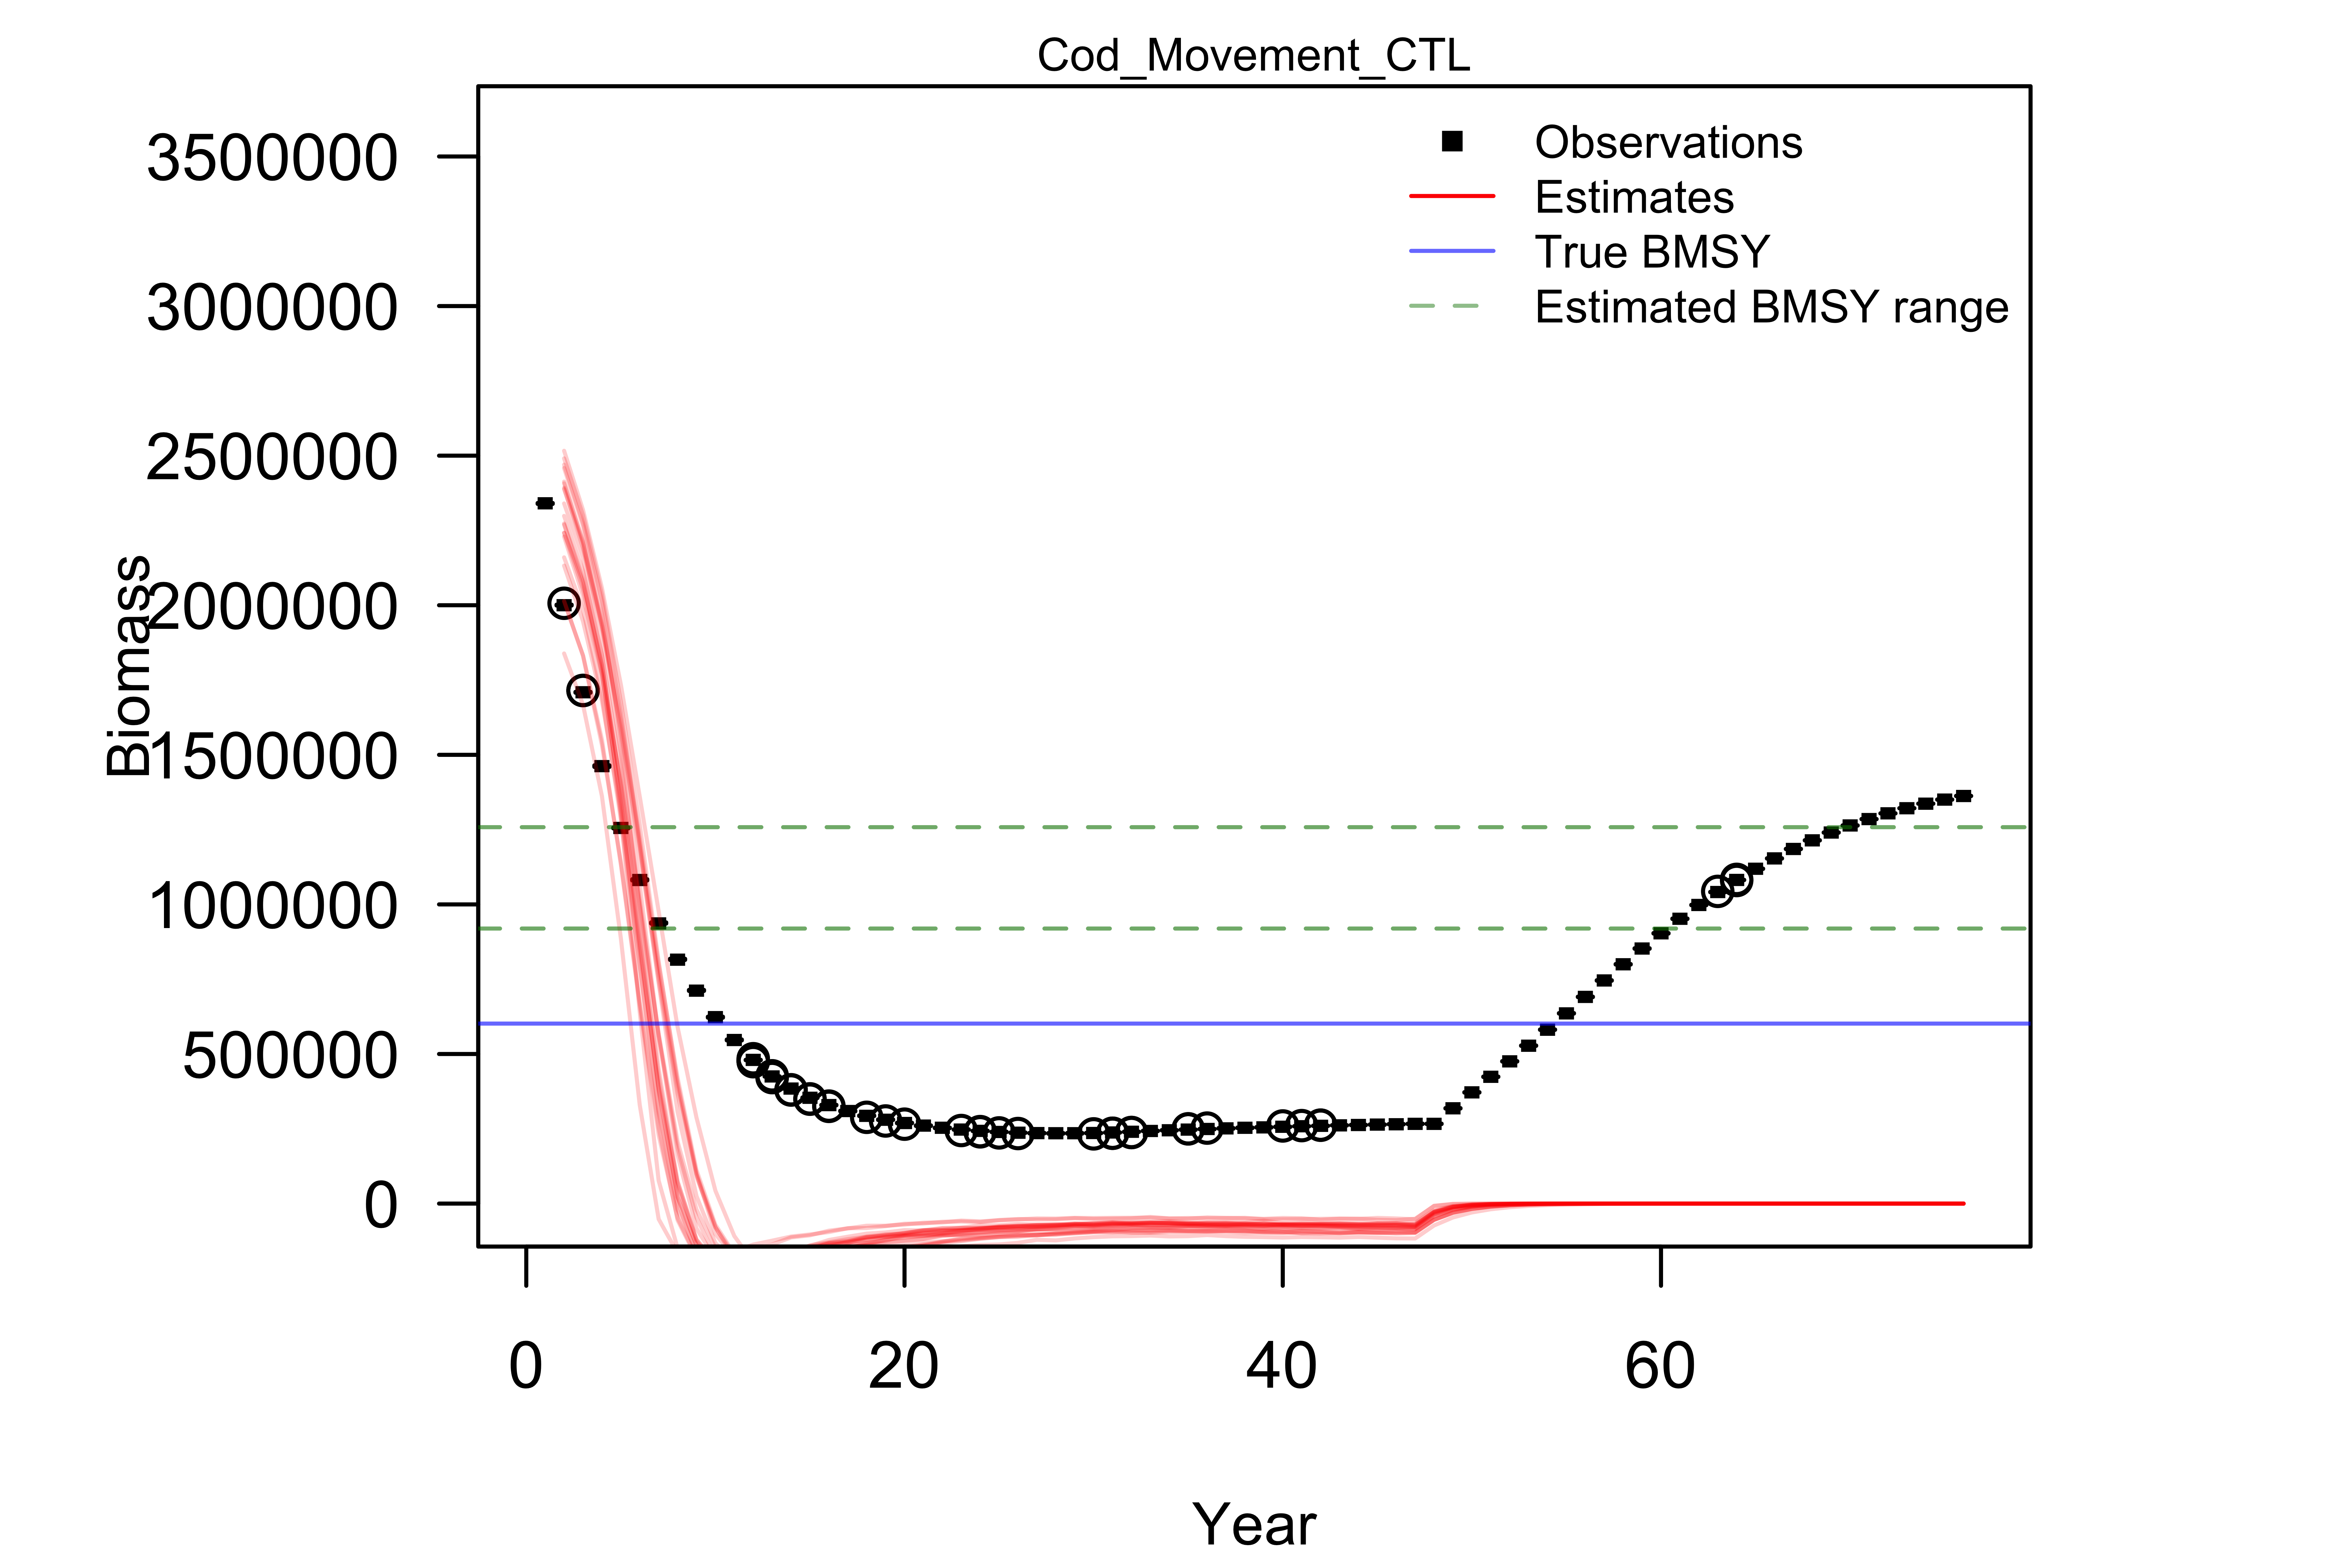 Cod_Movement_CTL
Observations
Estimates
True BMSY
Estimated BMSY range
Biomass
3500000
3000000
2500000
2000000
1500000
1000000
500000
0
0 20 40 60
Year